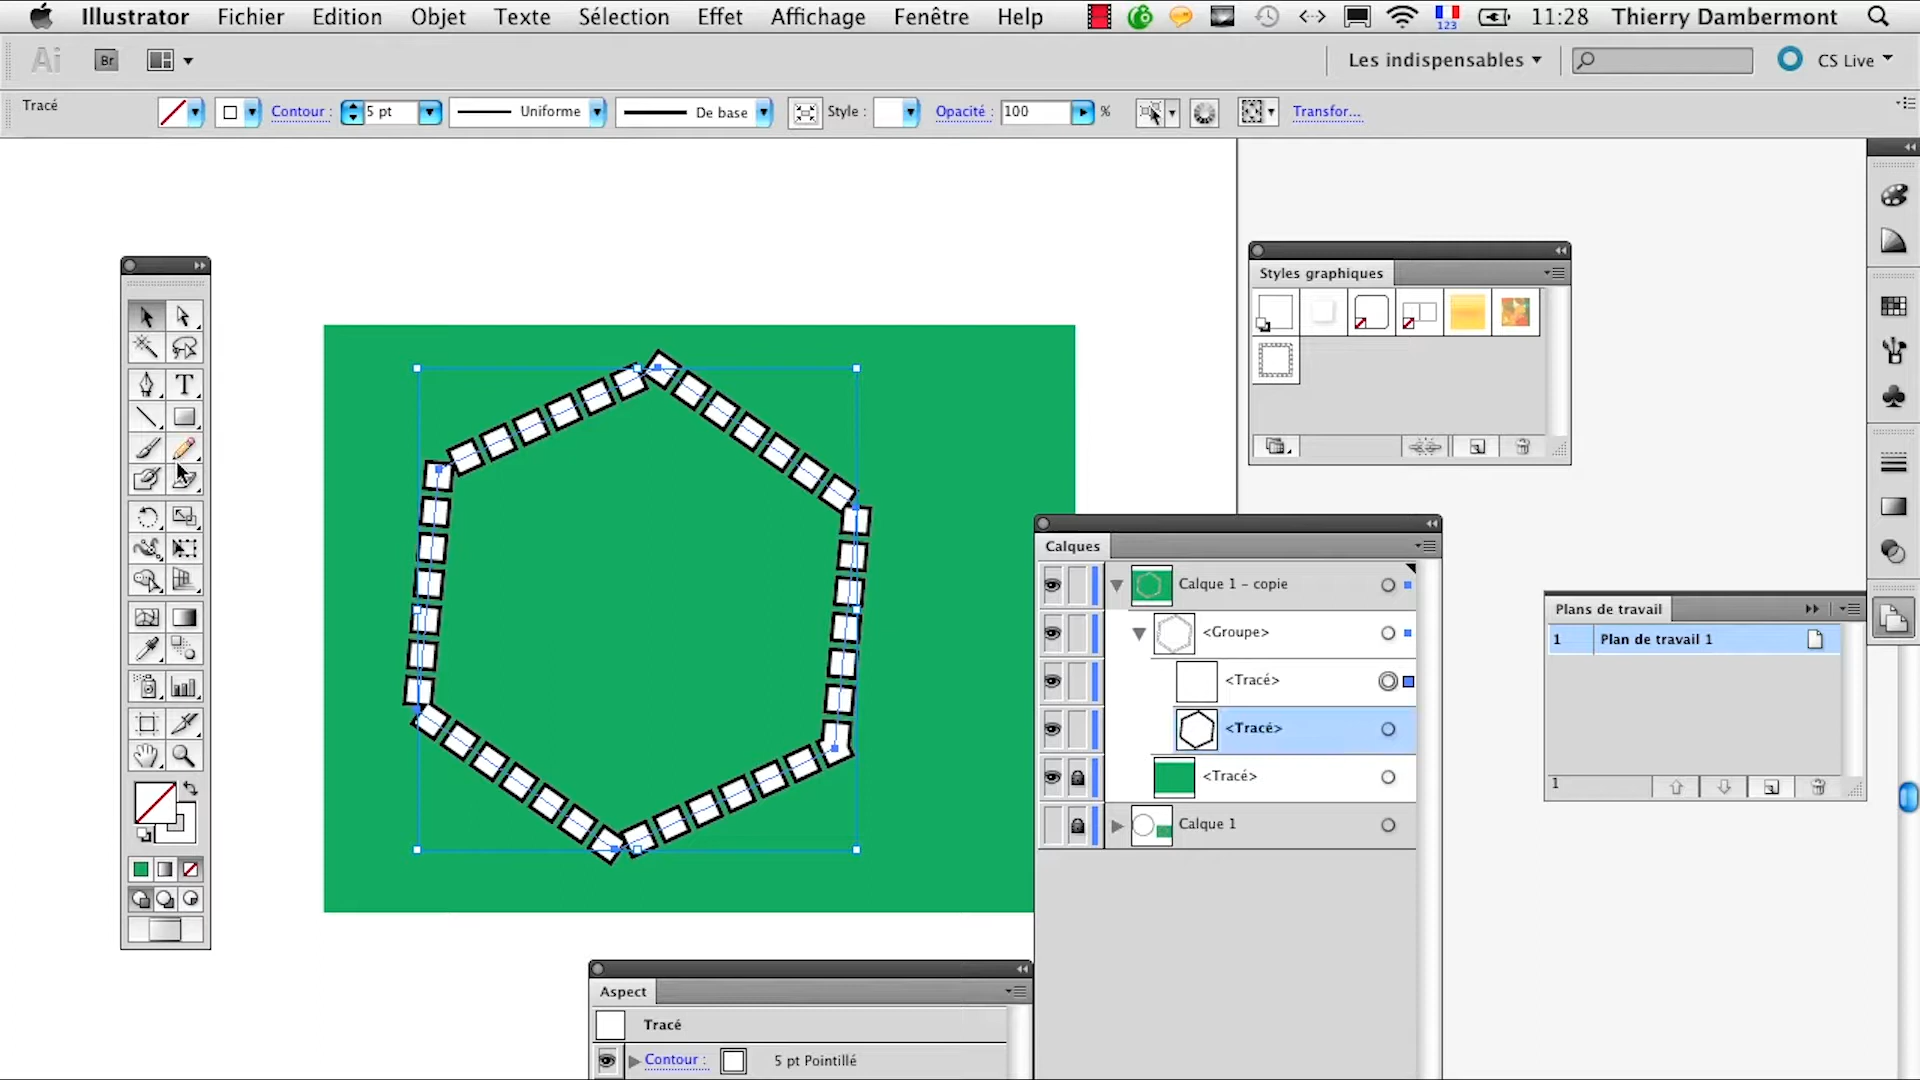 Illustrator Fichier Edition Objet Texte Sélection Effet Affichage Fenêtre Help 123 11:28 Thierry Dambermont
Ai Br Les indispensables CS Live
Tracé Contour : 5 pt Uniforme De base Style : Opacité : 100 % Transfor...
Styles graphiques
T
Calques
Calque 1 - copie
<Groupe>
<Tracé>
<Tracé>
<Tracé>
Calque 1
Plans de travail
1 Plan de travail 1
1
Aspect
Tracé
Contour : 5 pt Pointillé